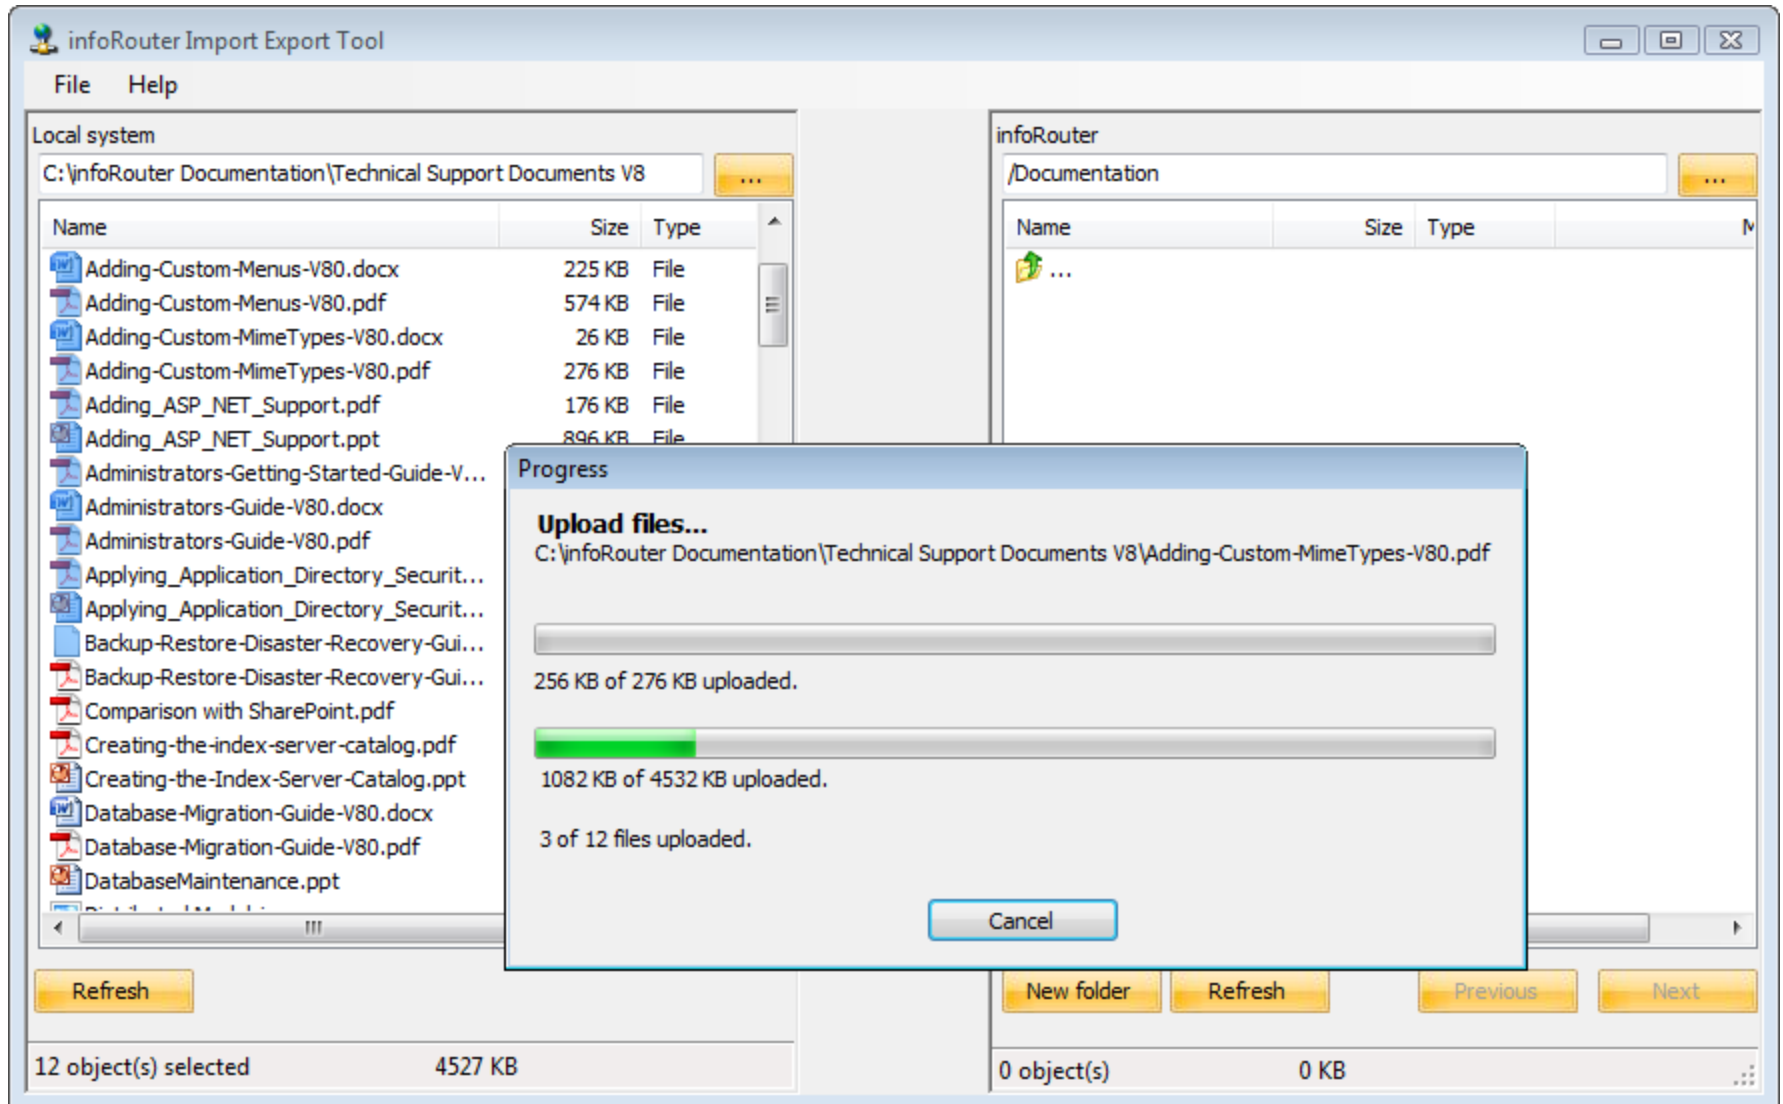 infoRouter Import Export Tool
File Help
Local system
C:\infoRouter Documentation\Technical Support Documents V8 ...
Name Size Type
Adding-Custom-Menus-V80.docx 225 KB File
Adding-Custom-Menus-V80.pdf 574 KB File
Adding-Custom-MimeTypes-V80.docx 26 KB File
Adding-Custom-MimeTypes-V80.pdf 276 KB File
Adding_ASP_NET_Support.pdf 176 KB File
Adding_ASP_NET_Support.ppt 896 KB File
Administrators-Getting-Started-Guide-V...
Administrators-Guide-V80.docx
Administrators-Guide-V80.pdf
Applying_Application_Directory_Securit...
Applying_Application_Directory_Securit...
Backup-Restore-Disaster-Recovery-Gui...
Backup-Restore-Disaster-Recovery-Gui...
Comparison with SharePoint.pdf
Creating-the-index-server-catalog.pdf
Creating-the-Index-Server-Catalog.ppt
Database-Migration-Guide-V80.docx
Database-Migration-Guide-V80.pdf
DatabaseMaintenance.ppt
Refresh
12 object(s) selected 4527 KB
infoRouter
/Documentation ...
Name Size Type M
...
Progress
Upload files...
C:\infoRouter Documentation\Technical Support Documents V8\Adding-Custom-MimeTypes-V80.pdf
256 KB of 276 KB uploaded.
1082 KB of 4532 KB uploaded.
3 of 12 files uploaded.
Cancel
New folder Refresh Previous Next
0 object(s) 0 KB